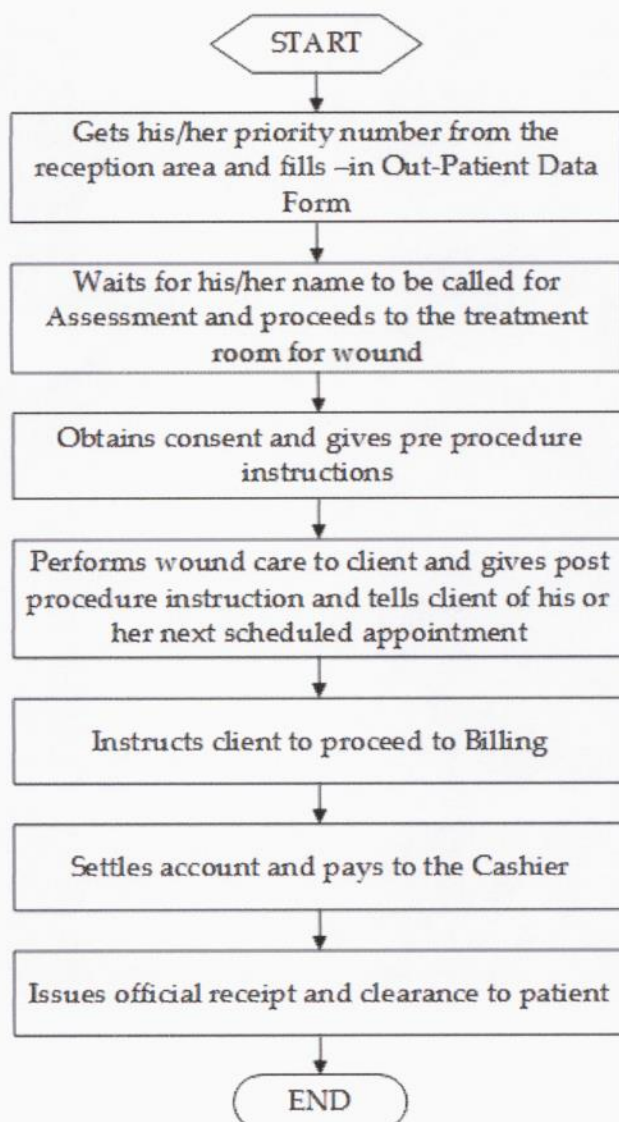 START
Gets his/her priority number from the
reception area and fills –in Out-Patient Data
Form
Waits for his/her name to be called for
Assessment and proceeds to the treatment
room for wound
Obtains consent and gives pre procedure
instructions
Performs wound care to client and gives post
procedure instruction and tells client of his or
her next scheduled appointment
Instructs client to proceed to Billing
Settles account and pays to the Cashier
Issues official receipt and clearance to patient
END